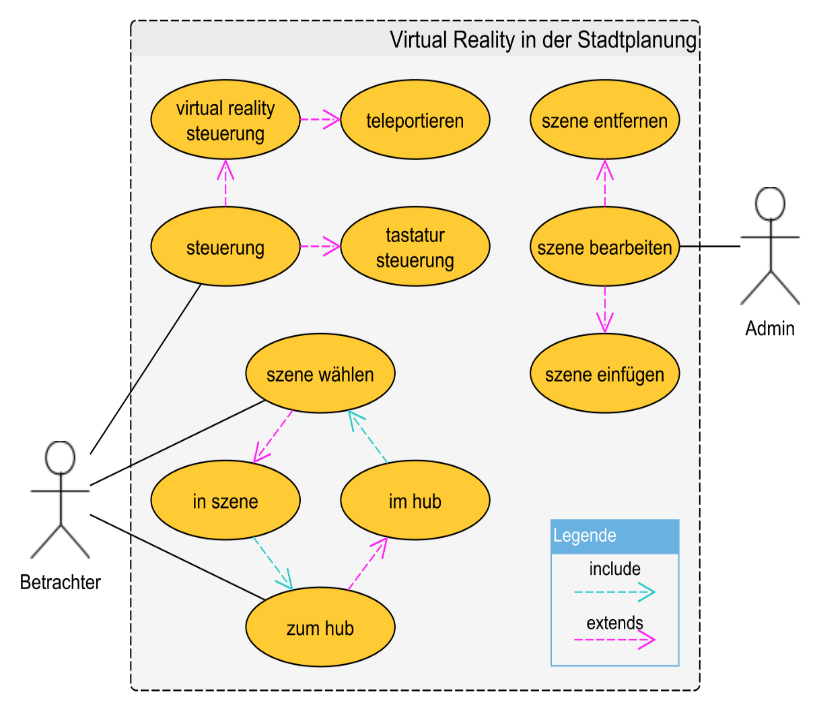 Virtual Reality in der Stadtplanung
virtual reality
steuerung
teleportieren
szene entfernen
steuerung
tastatur
steuerung
szene bearbeiten
Admin
szene wählen
szene einfügen
in szene
im hub
Betrachter
zum hub
Legende
include
extends